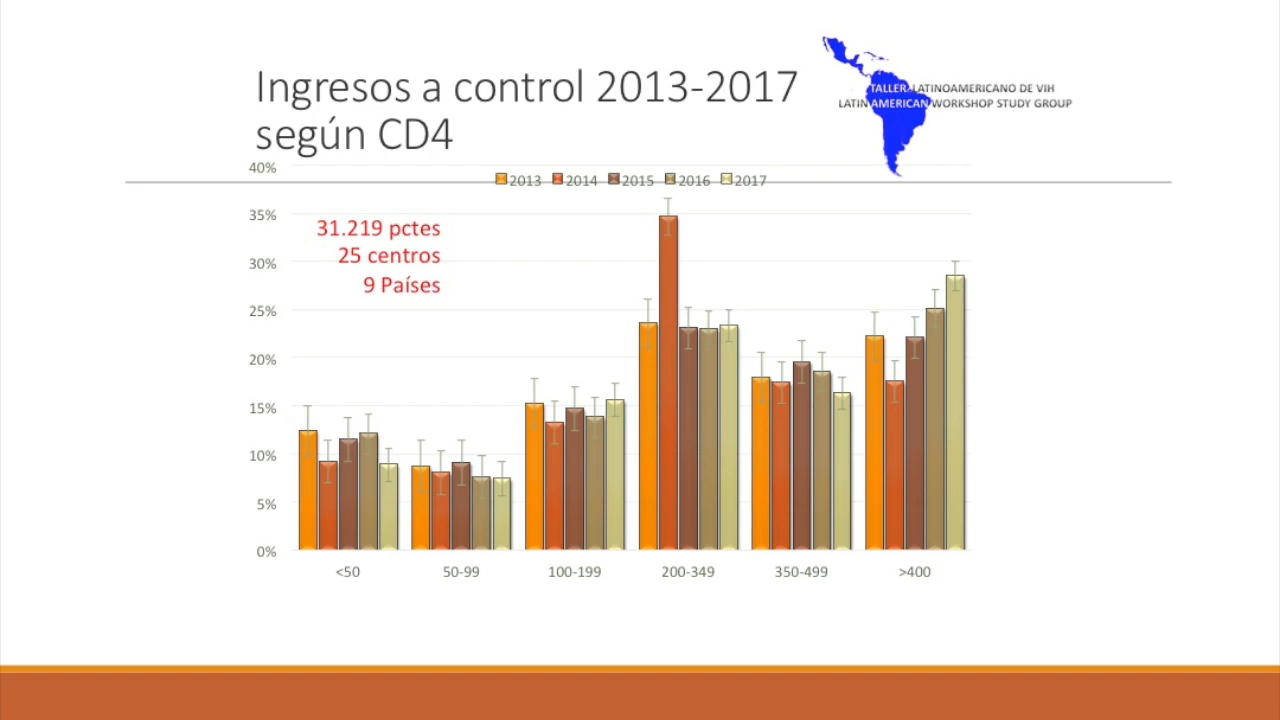 Ingresos a control 2013-2017
según CD4
TALLER LATINOAMERICANO DE VIH
LATIN AMERICAN WORKSHOP STUDY GROUP
40%
2013 2014 2015 2016 2017
35%
31.219 pctes
25 centros
30%
9 Países
25%
20%
15%
10%
5%
0%
<50 50-99 100-199 200-349 350-499 >400